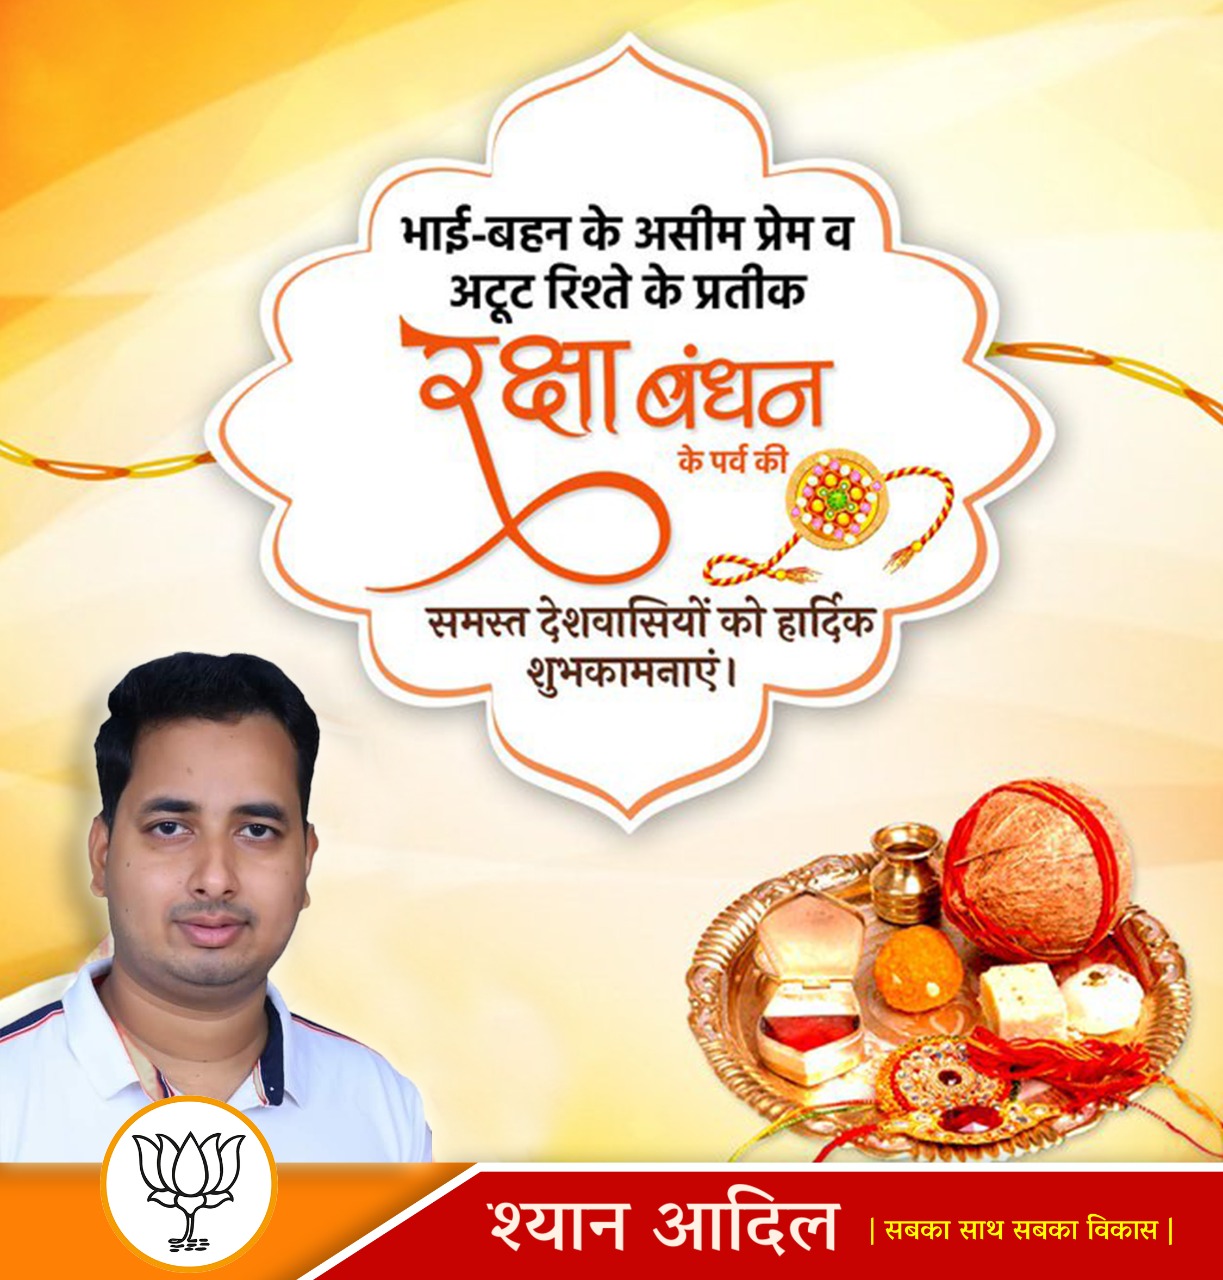 भाई-बहन के असीम प्रेम व
अटूट रिश्ते के प्रतीक
रक्षा बंधन
के पर्व की
समस्त देशवासियों को हार्दिक
शुभकामनाएं।
श्यान आदिल | सबका साथ सबका विकास |